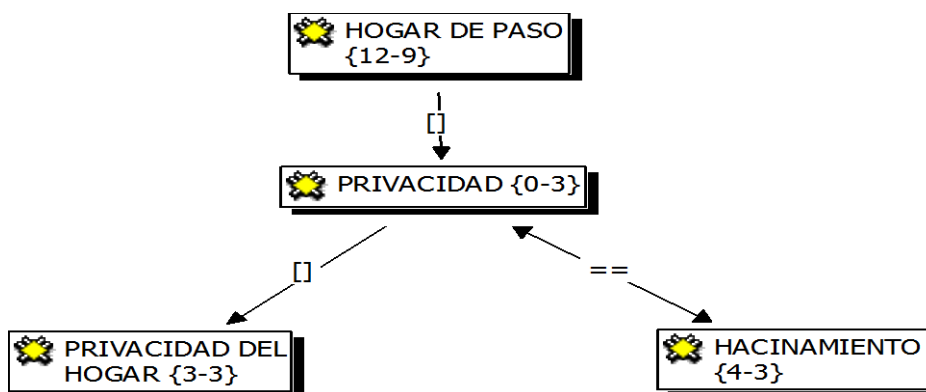 HOGAR DE PASO
{12-9}
[]
PRIVACIDAD {0-3}
[]
==
PRIVACIDAD DEL
HOGAR {3-3}
HACINAMIENTO
{4-3}